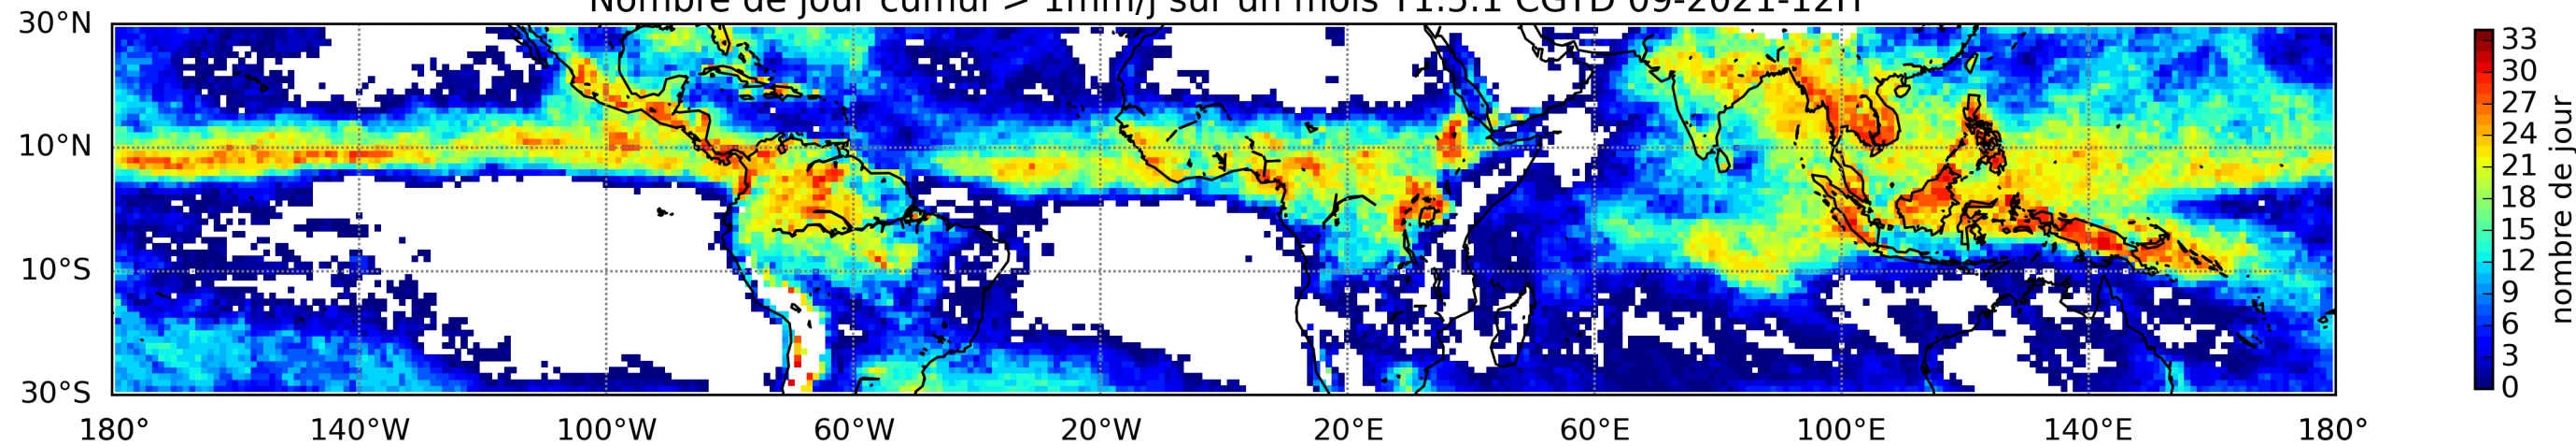 Nombre de jour cumul > 1mm/j sur un mois T1.5.1 CGTD 09-2021-12H
30°N
10°N
10°S
30°S
180° 140°W 100°W 60°W 20°W 20°E 60°E 100°E 140°E 180°
33
30
27
24
21
18
15
12
9
6
3
0
nombre de jour